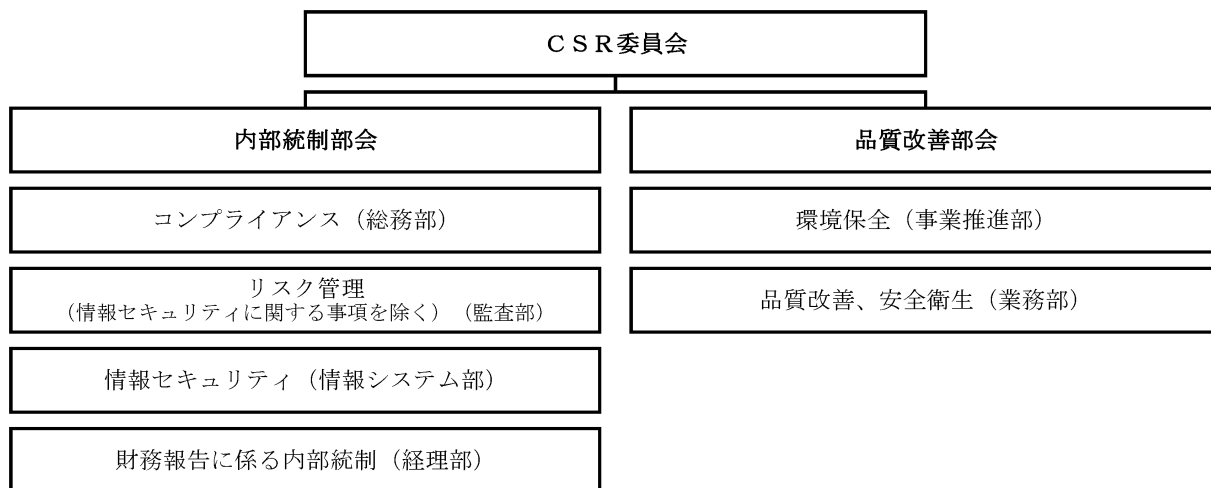 ＣＳＲ委員会
内部統制部会
品質改善部会
コンプライアンス（総務部）
環境保全（事業推進部）
リスク管理
（情報セキュリティに関する事項を除く）（監査部）
品質改善、安全衛生（業務部）
情報セキュリティ（情報システム部）
財務報告に係る内部統制（経理部）